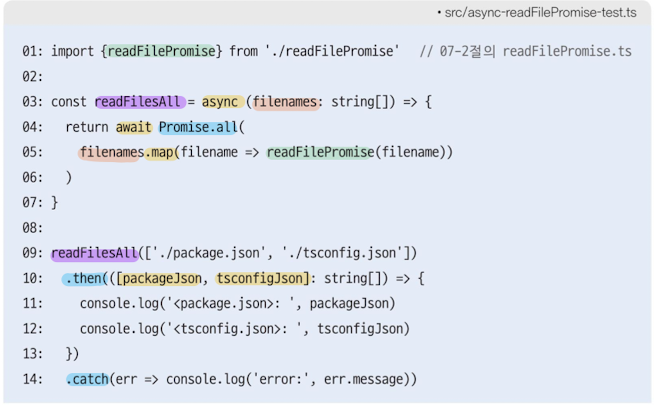 • src/async-readFilePromise-test.ts
01: import {readFilePromise} from './readFilePromise'   // 07-2절의 readFilePromise.ts
02:
03: const readFilesAll = async (filenames: string[]) => {
04:   return await Promise.all(
05:     filenames.map(filename => readFilePromise(filename))
06:   )
07: }
08:
09: readFilesAll(['./package.json', './tsconfig.json'])
10:   .then(([packageJson, tsconfigJson]: string[]) => {
11:     console.log('<package.json>: ', packageJson)
12:     console.log('<tsconfig.json>: ', tsconfigJson)
13:   })
14:   .catch(err => console.log('error:', err.message))